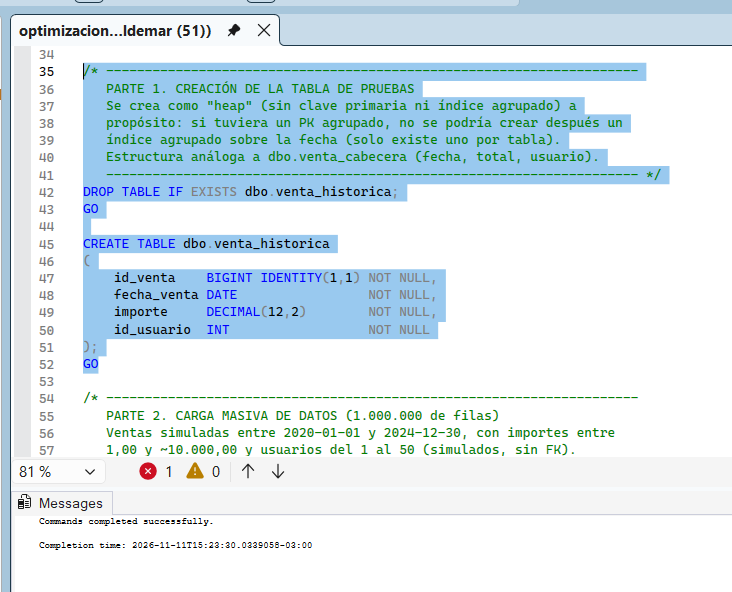 optimizacion...ldemar (51))
34
35 /* --------------------------------------------------------------------
36 PARTE 1. CREACIÓN DE LA TABLA DE PRUEBAS
37 Se crea como "heap" (sin clave primaria ni índice agrupado) a
38 propósito: si tuviera un PK agrupado, no se podría crear después un
39 índice agrupado sobre la fecha (solo existe uno por tabla).
40 Estructura análoga a dbo.venta_cabecera (fecha, total, usuario).
41 -------------------------------------------------------------------- */
42 DROP TABLE IF EXISTS dbo.venta_historica;
43 GO
44
45 CREATE TABLE dbo.venta_historica
46 (
47 id_venta BIGINT IDENTITY(1,1) NOT NULL,
48 fecha_venta DATE NOT NULL,
49 importe DECIMAL(12,2) NOT NULL,
50 id_usuario INT NOT NULL
51 );
52 GO
53
54 /* --------------------------------------------------------------------
55 PARTE 2. CARGA MASIVA DE DATOS (1.000.000 de filas)
56 Ventas simuladas entre 2020-01-01 y 2024-12-30, con importes entre
57 1,00 y ~10.000,00 y usuarios del 1 al 50 (simulados, sin FK).
81 % 1 0
Messages
Commands completed successfully.
Completion time: 2026-11-11T15:23:30.0339058-03:00